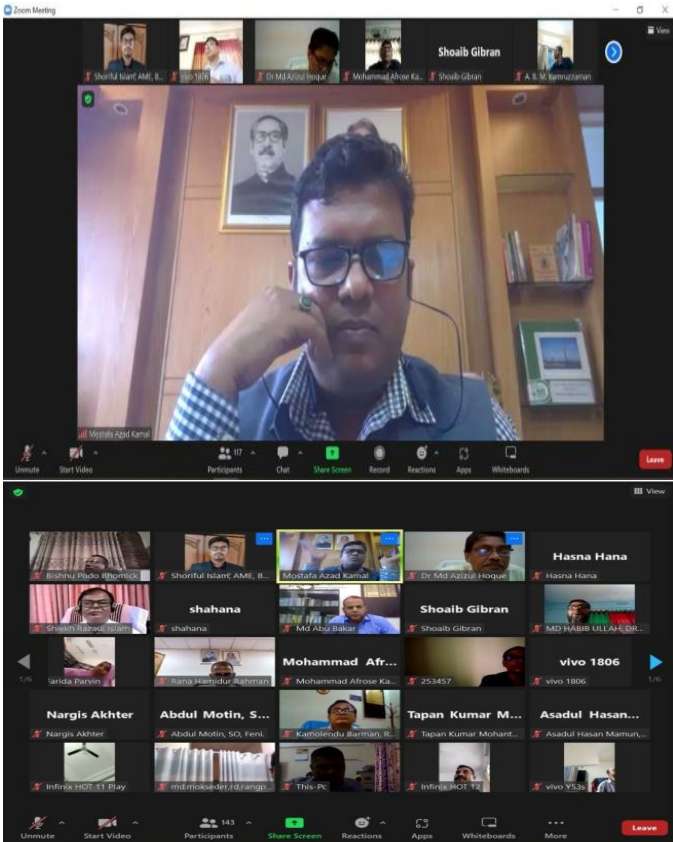 Zoom Meeting
View
Shoaib Gibran
Shoriful Islam, AME, B...
vivo 1806
Dr Md Azizul Hoque
Mohammad Afrose Ka...
Shoaib Gibran
A. B. M. Kamruzzaman
Mostafa Azad Kamal
117
Unmute
Start Video
Participants
Chat
Share Screen
Record
Reactions
Apps
Whiteboards
Leave
View
Hasna Hana
Bishnu Podo Bhomick
Shoriful Islam, AME, B...
Mostafa Azad Kamal
Dr Md Azizul Hoque
Hasna Hana
shahana
Shoaib Gibran
Shiekh Razaul Islam
shahana
Md Abu Bakar
Shoaib Gibran
MD HABIB ULLAH, DR...
Mohammad Afr...
vivo 1806
1/6
Farida Parvin
Rana Hamidur Rahman
Mohammad Afrose Ka...
253457
vivo 1806
1/6
Nargis Akhter
Abdul Motin, S...
Tapan Kumar M...
Asadul Hasan...
Nargis Akhter
Abdul Motin, SO, Feni.
Kamolendu Barman, R...
Tapan Kumar Mohant...
Asadul Hasan Mamun,...
Infinix HOT 11 Play
md.mokseder,rd,rangp...
This-Pc
Infinix HOT 12
vivo Y53s
143
Unmute
Start Video
Participants
Share Screen
Reactions
Apps
Whiteboards
More
Leave